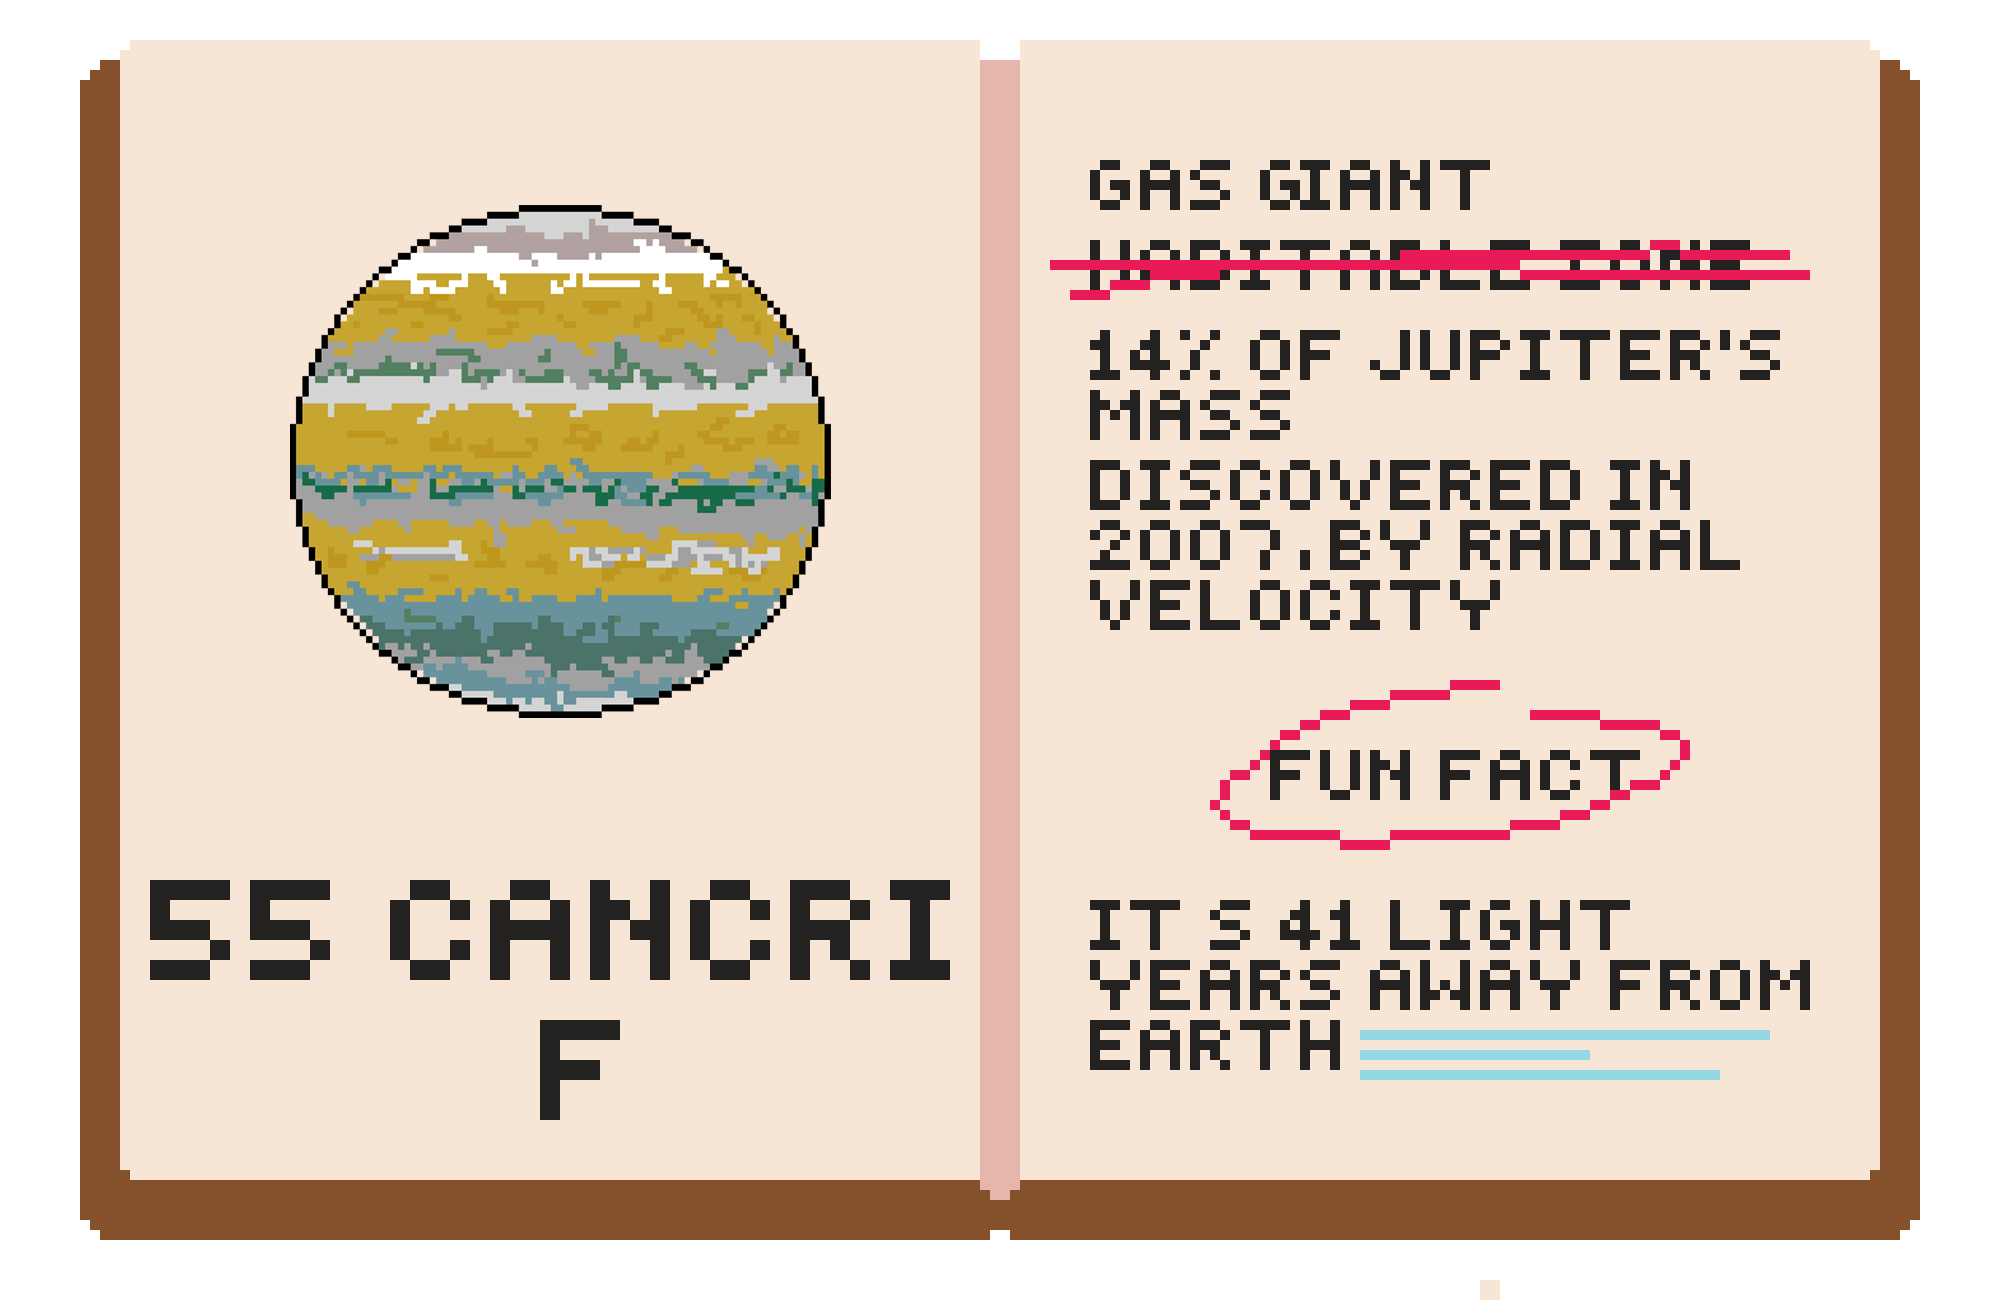 55 CANCRI
F
GAS GIANT
HABITABLE ZONE
14% OF JUPITER'S
MASS
DISCOVERED IN
2007.BY RADIAL
VELOCITY
FUN FACT
IT S 41 LIGHT
YEARS AWAY FROM
EARTH